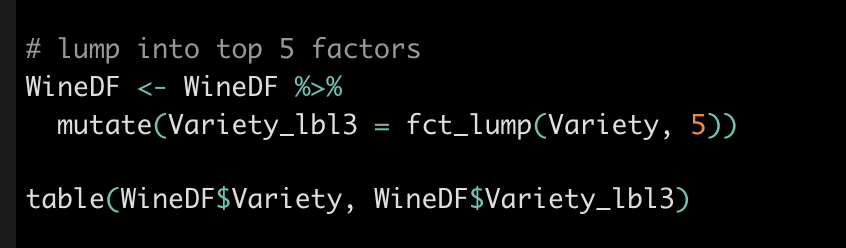 # lump into top 5 factors
WineDF <- WineDF %>%
  mutate(Variety_lbl3 = fct_lump(Variety, 5))
table(WineDF$Variety, WineDF$Variety_lbl3)